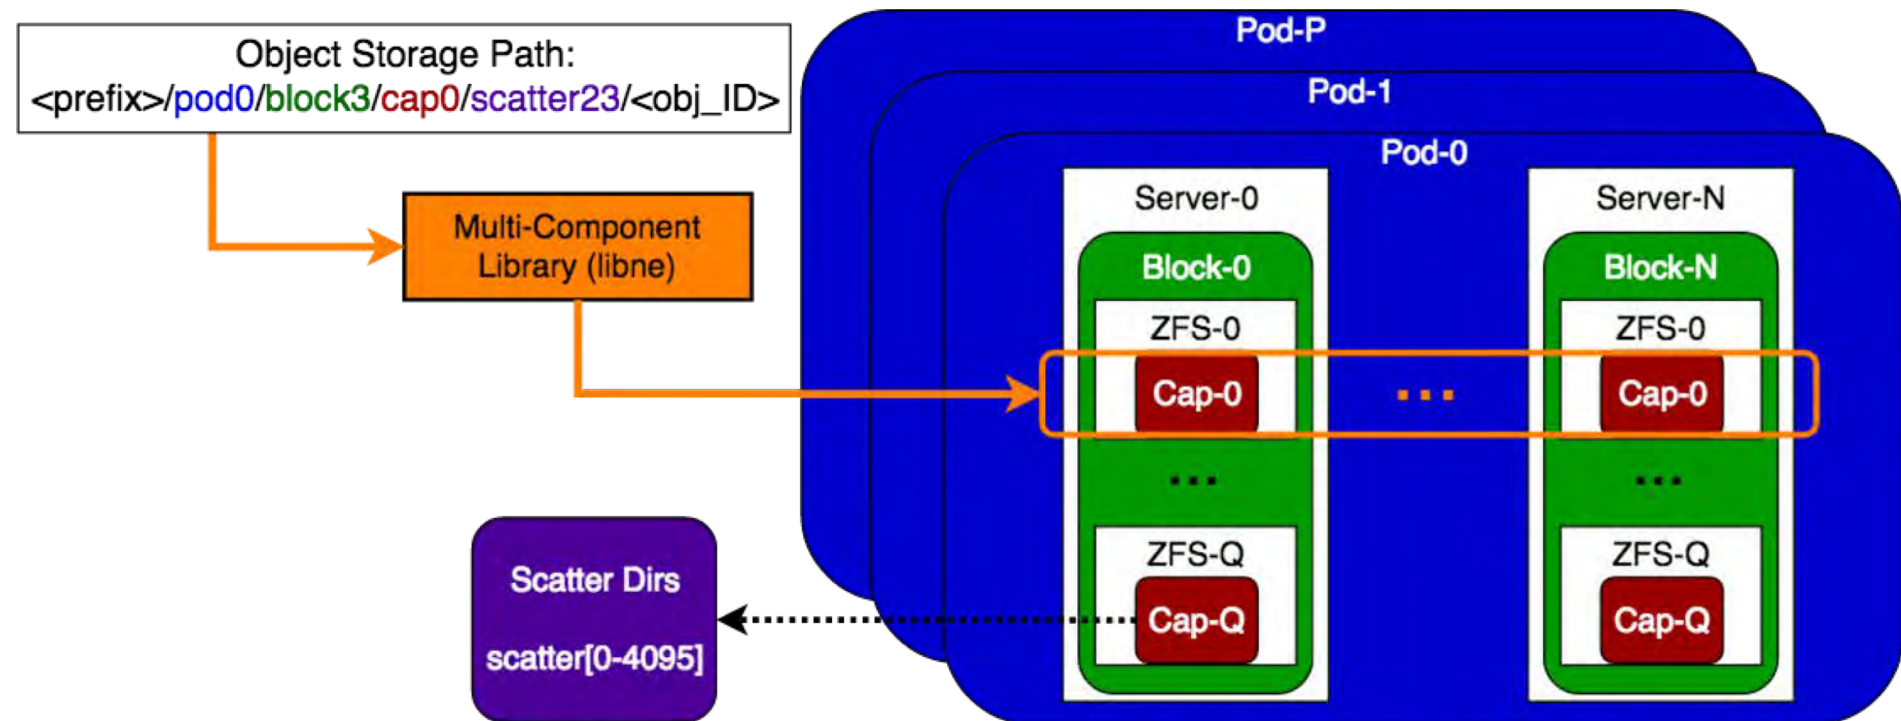 Object Storage Path:
<prefix>/pod0/block3/cap0/scatter23/<obj_ID>
Multi-Component
Library (libne)
Pod-P
Pod-1
Pod-0
Server-0
Block-0
ZFS-0
Cap-0
...
ZFS-Q
Cap-Q
...
Server-N
Block-N
ZFS-0
Cap-0
...
ZFS-Q
Cap-Q
Scatter Dirs
scatter[0-4095]